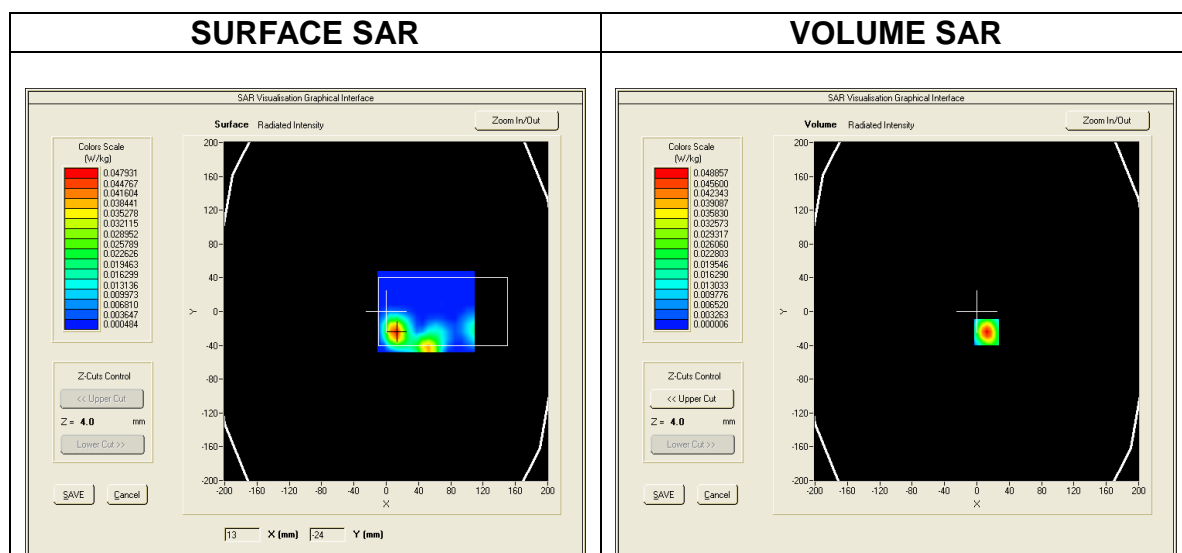 SURFACE SAR
VOLUME SAR
SAR Visualisation Graphical Interface
Surface Radiated Intensity
Zoom In/Out
Colors Scale
(W/kg)
0.047931
0.044767
0.041604
0.038441
0.035278
0.032115
0.028952
0.025789
0.022626
0.019463
0.016299
0.013136
0.009973
0.006810
0.003647
0.000484
200
160
120
80
40
0
-40
-80
-120
-160
-200
Y
-200 -160 -120 -80 -40 0 40 80 120 160 200
X
Z-Cuts Control
<< Upper Cut
Z = 4.0 mm
Lower Cut >>
SAVE Cancel
13 X (mm) -24 Y (mm)
SAR Visualisation Graphical Interface
Volume Radiated Intensity
Zoom In/Out
Colors Scale
(W/kg)
0.048857
0.045600
0.042343
0.039087
0.035830
0.032573
0.029317
0.026060
0.022803
0.019546
0.016290
0.013033
0.009776
0.006520
0.003263
0.000006
200
160
120
80
40
0
-40
-80
-120
-160
-200
Y
-200 -160 -120 -80 -40 0 40 80 120 160 200
X
Z-Cuts Control
<< Upper Cut
Z = 4.0 mm
Lower Cut >>
SAVE Cancel